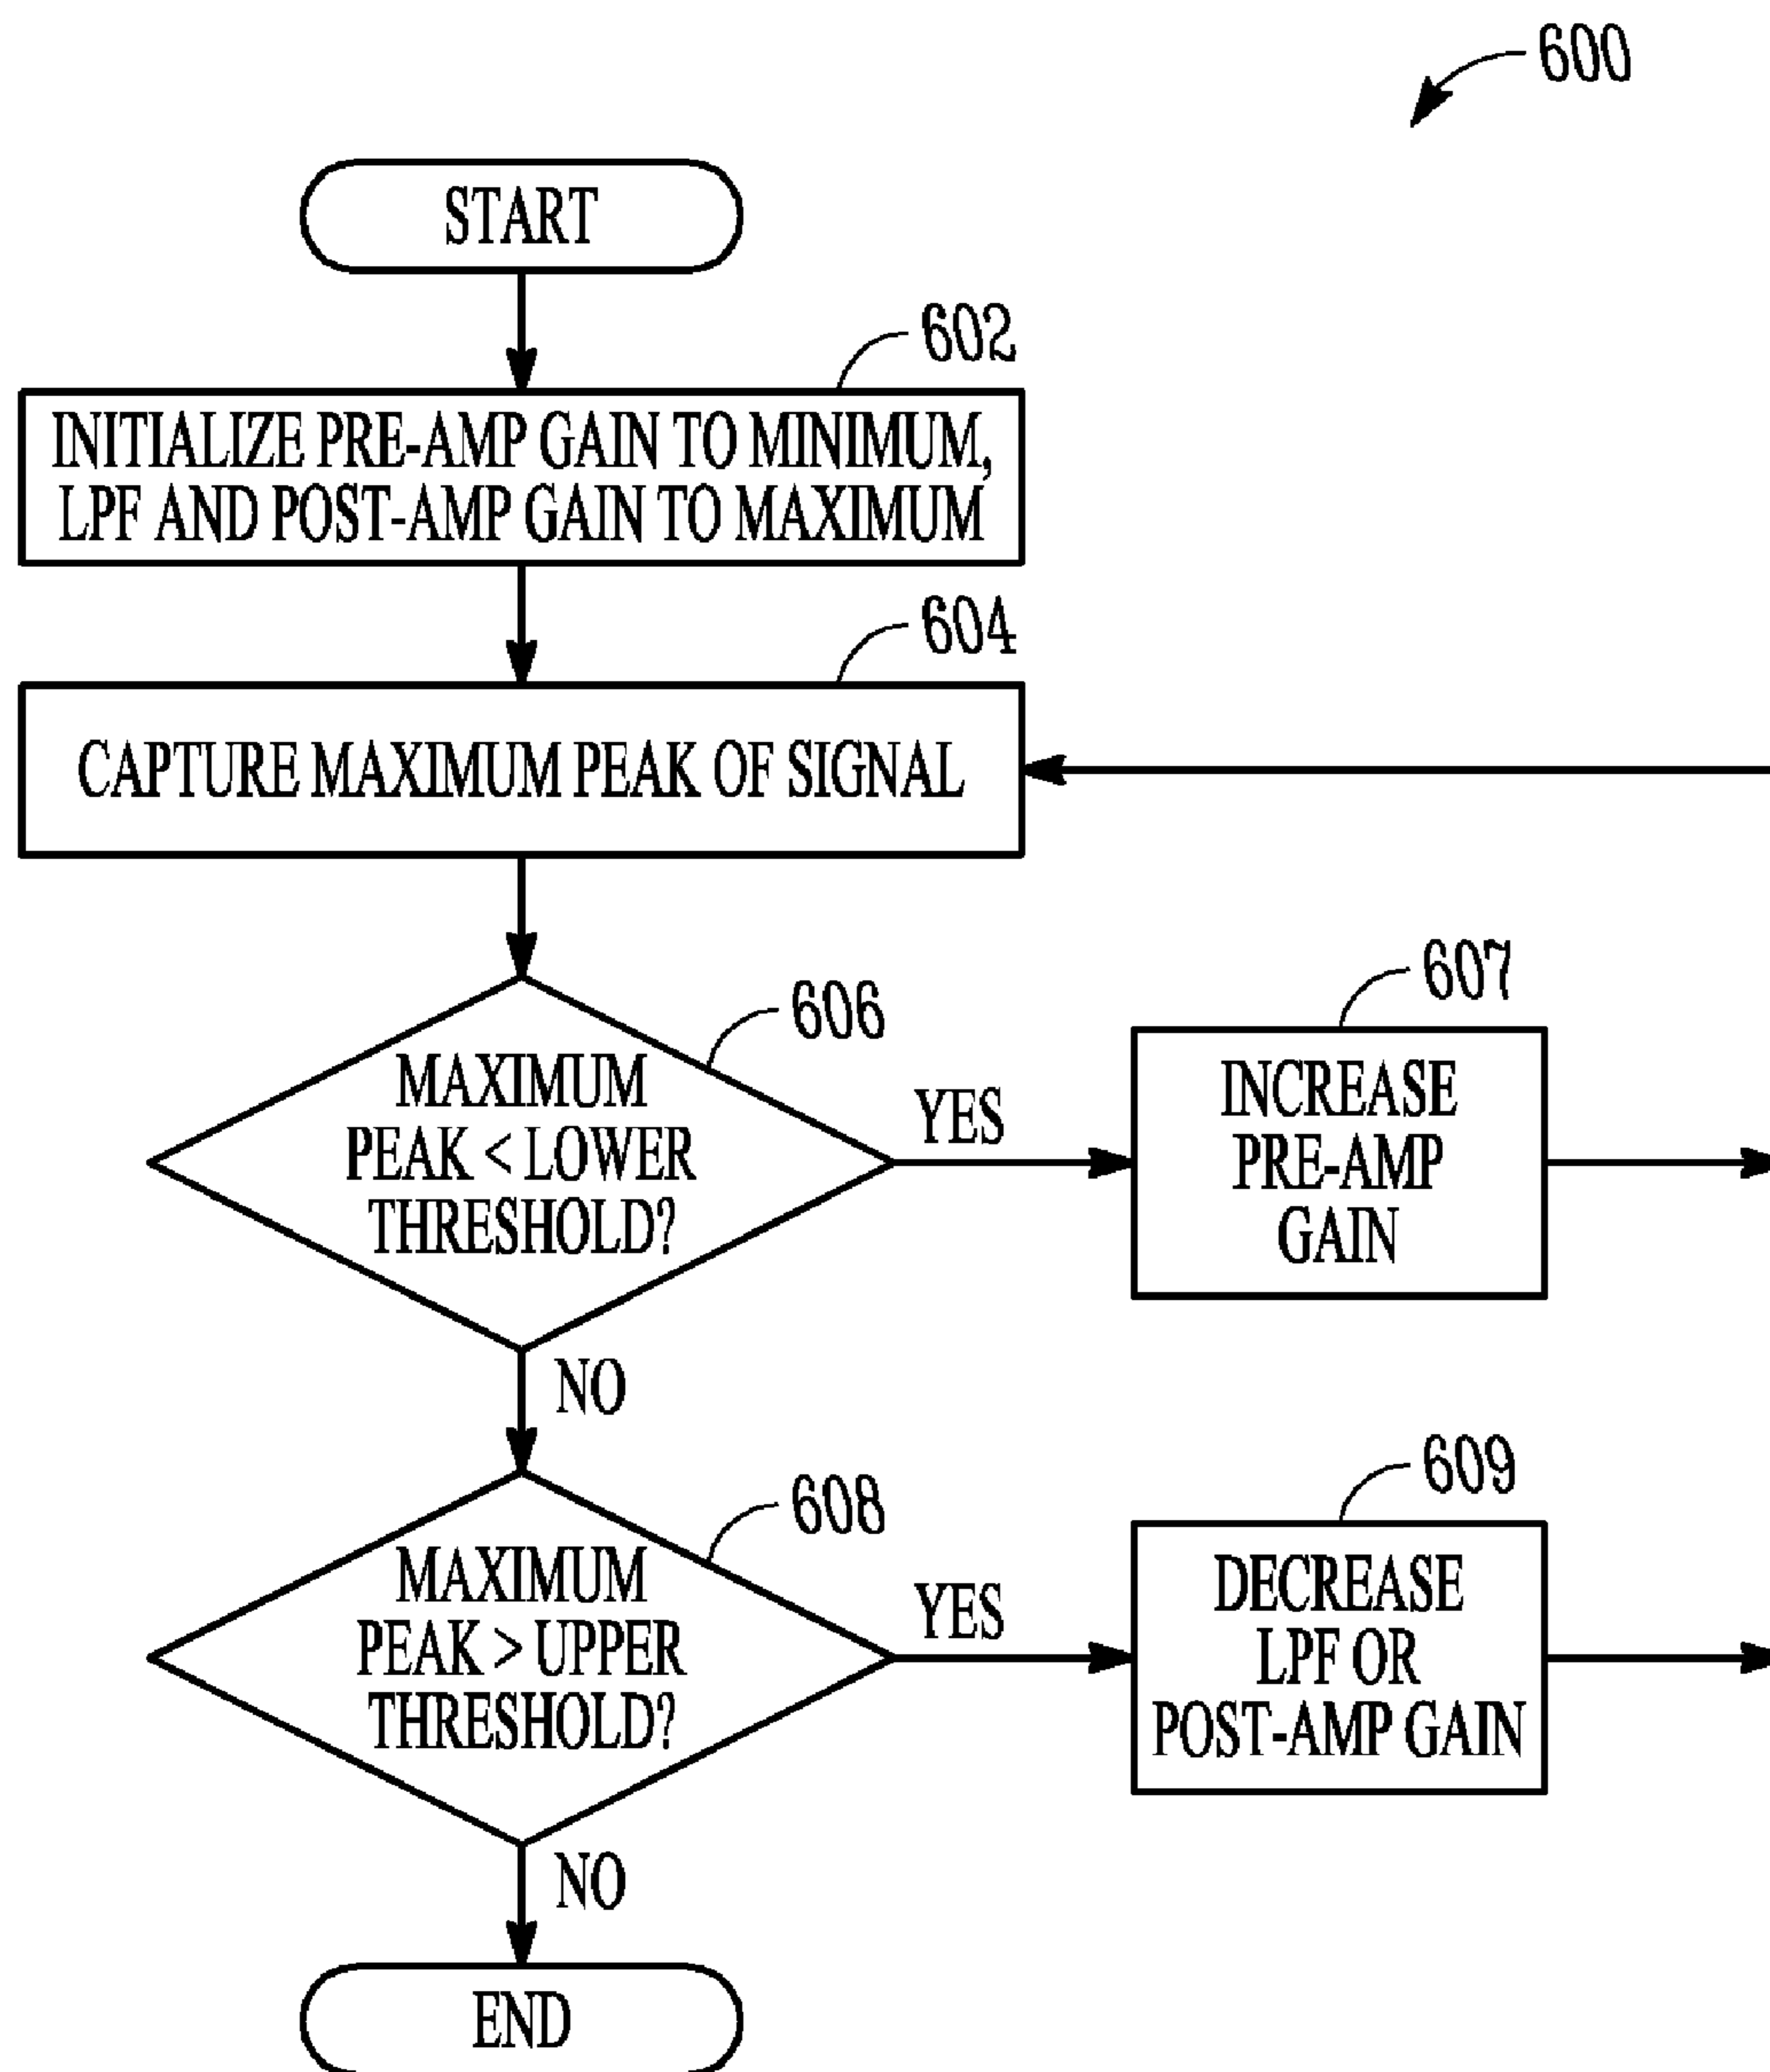 600
START
602
INITIALIZE PRE-AMP GAIN TO MINIMUM,
LPF AND POST-AMP GAIN TO MAXIMUM
604
CAPTURE MAXIMUM PEAK OF SIGNAL
606
MAXIMUM
PEAK < LOWER
THRESHOLD?
YES
607
INCREASE
PRE-AMP
GAIN
NO
608
MAXIMUM
PEAK > UPPER
THRESHOLD?
YES
609
DECREASE
LPF OR
POST-AMP GAIN
NO
END